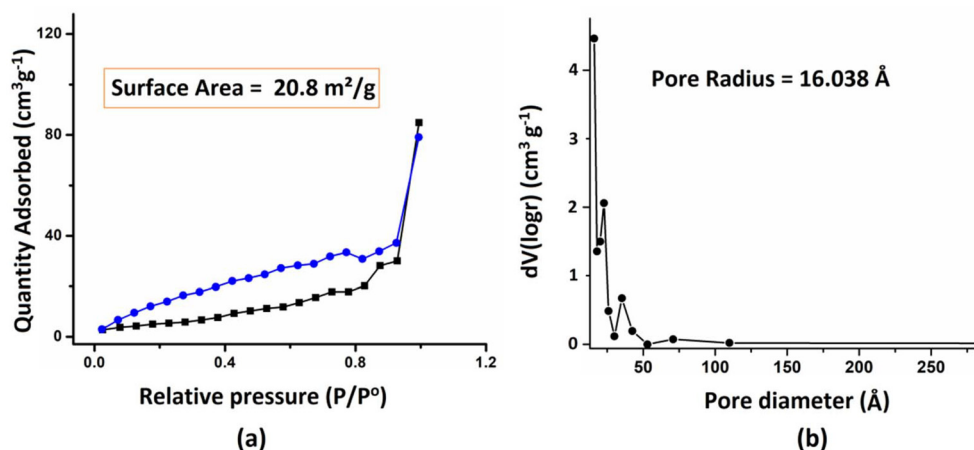 120
80
40
0
Quantity Adsorbed (cm³g⁻¹)
Surface Area = 20.8 m²/g
0.0 0.4 0.8 1.2
Relative pressure (P/Pº)
(a)
4
3
2
1
0
dV(logr) (cm³ g⁻¹)
Pore Radius = 16.038 Å
50 100 150 200 250
Pore diameter (Å)
(b)